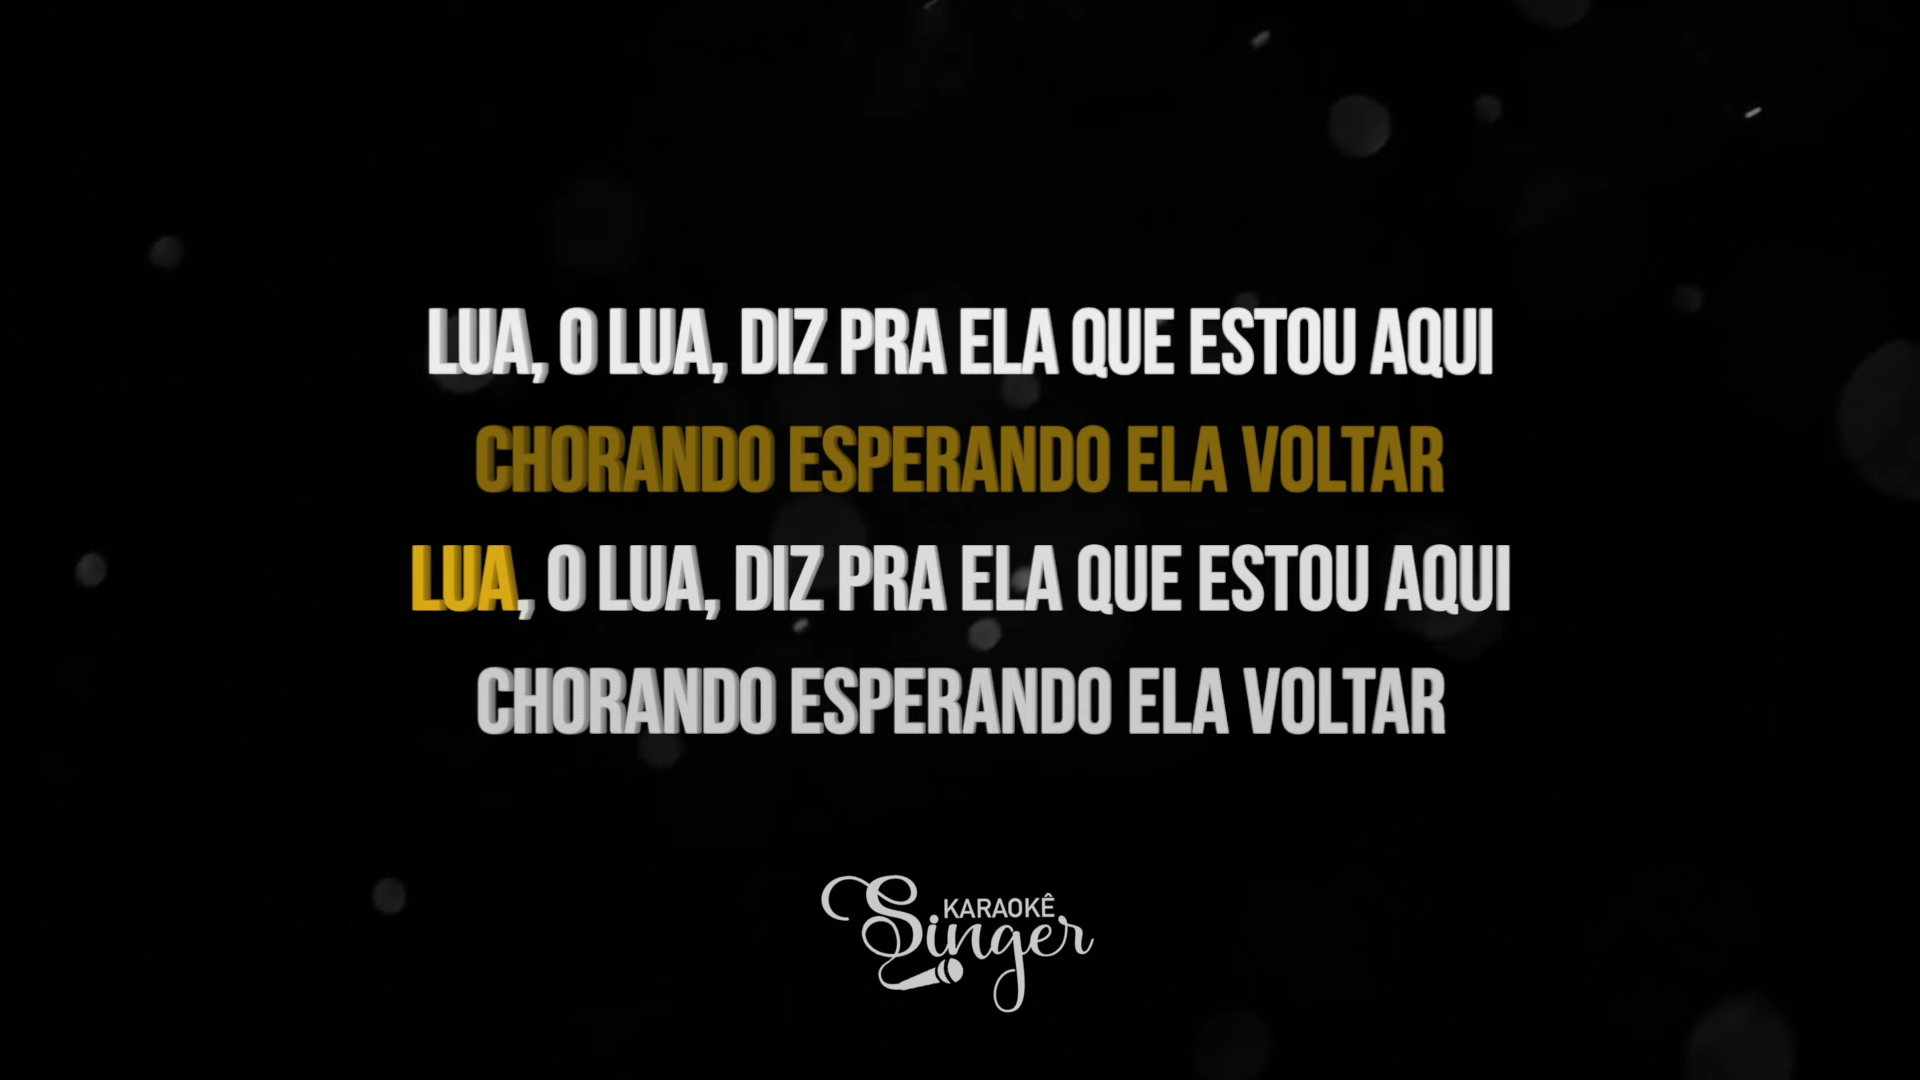 LUA, O LUA, DIZ PRA ELA QUE ESTOU AQUI
CHORANDO ESPERANDO ELA VOLTAR
LUA, O LUA, DIZ PRA ELA QUE ESTOU AQUI
CHORANDO ESPERANDO ELA VOLTAR
KARAOKÊ
Singer